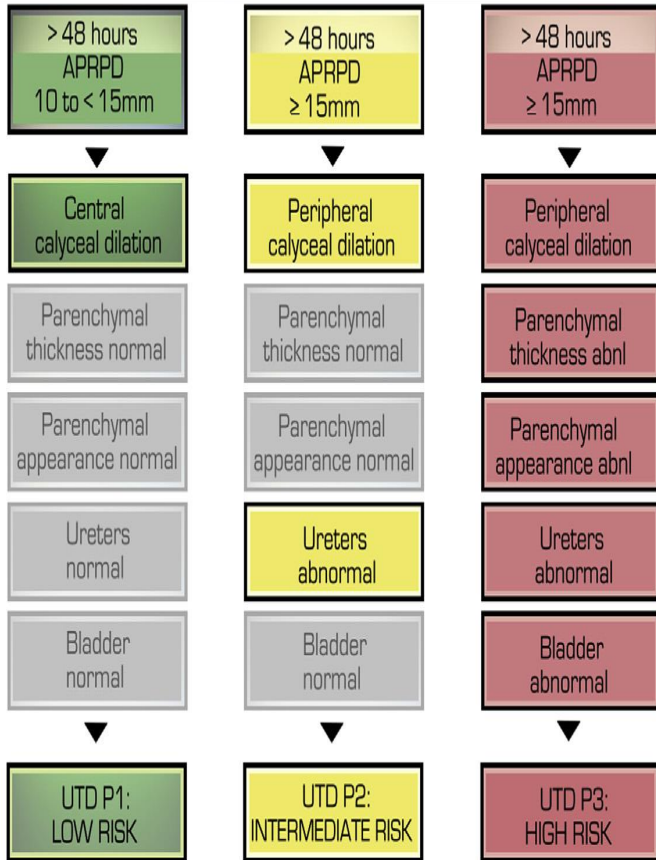 > 48 hours
APRPD
10 to < 15mm
Central
calyceal dilation
Parenchymal
thickness normal
Parenchymal
appearance normal
Ureters
normal
Bladder
normal
UTD P1:
LOW RISK
> 48 hours
APRPD
≥ 15mm
Peripheral
calyceal dilation
Parenchymal
thickness normal
Parenchymal
appearance normal
Ureters
abnormal
Bladder
normal
UTD P2:
INTERMEDIATE RISK
> 48 hours
APRPD
≥ 15mm
Peripheral
calyceal dilation
Parenchymal
thickness abnl
Parenchymal
appearance abnl
Ureters
abnormal
Bladder
abnormal
UTD P3:
HIGH RISK